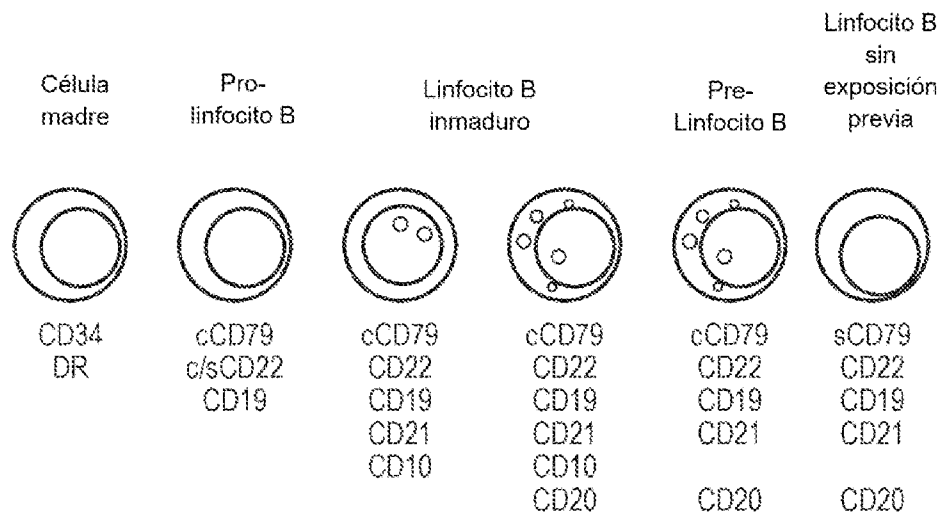 Célula
madre
Pro-
linfocito B
Linfocito B
inmaduro
Pre-
Linfocito B
Linfocito B
sin
exposición
previa
CD34
DR
cCD79
c/sCD22
CD19
cCD79
CD22
CD19
CD21
CD10
cCD79
CD22
CD19
CD21
CD10
CD20
cCD79
CD22
CD19
CD21
CD20
sCD79
CD22
CD19
CD21
CD20